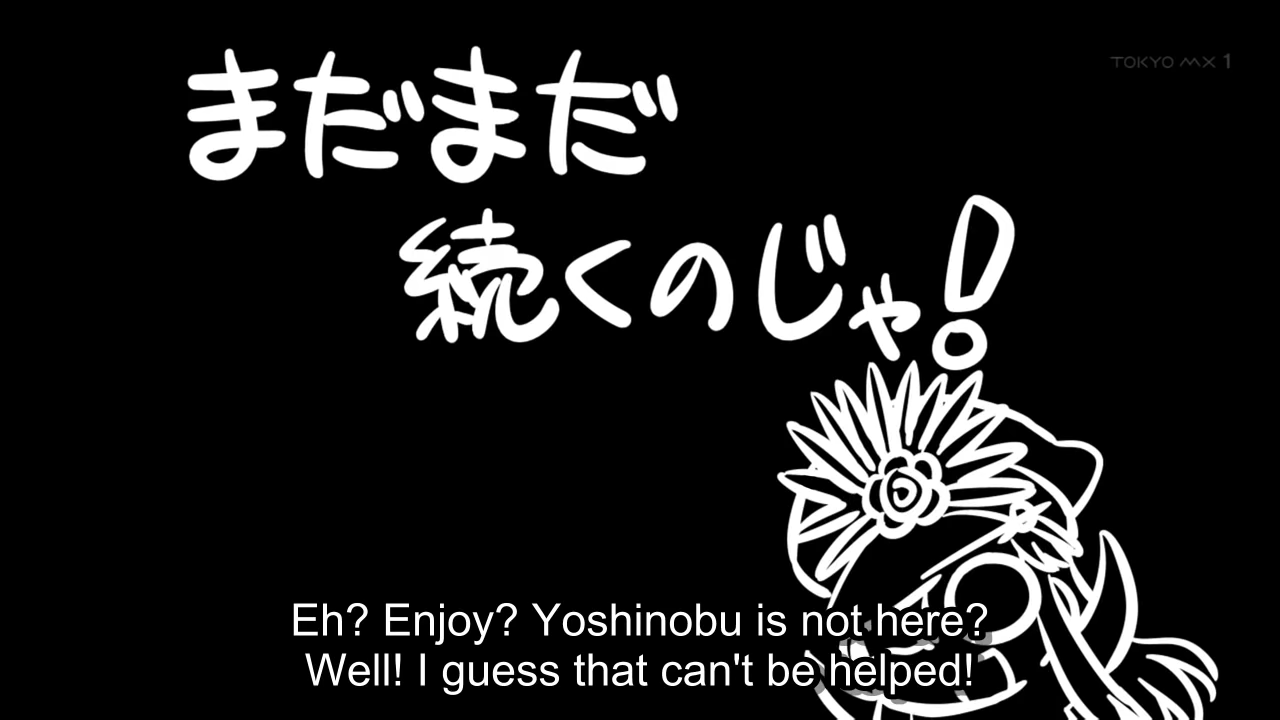 TOKYO MX 1
まだまだ
続くのじゃ!
Eh? Enjoy? Yoshinobu is not here?
Well! I guess that can't be helped!